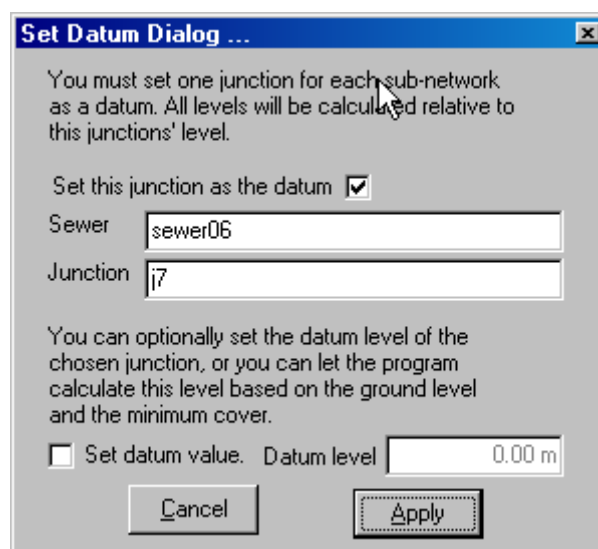 Set Datum Dialog ...
You must set one junction for each sub-network
as a datum. All levels will be calculated relative to
this junctions' level.
Set this junction as the datum
Sewer
sewer06
Junction
j7
You can optionally set the datum level of the
chosen junction, or you can let the program
calculate this level based on the ground level
and the minimum cover.
Set datum value. Datum level 0.00 m
Cancel Apply